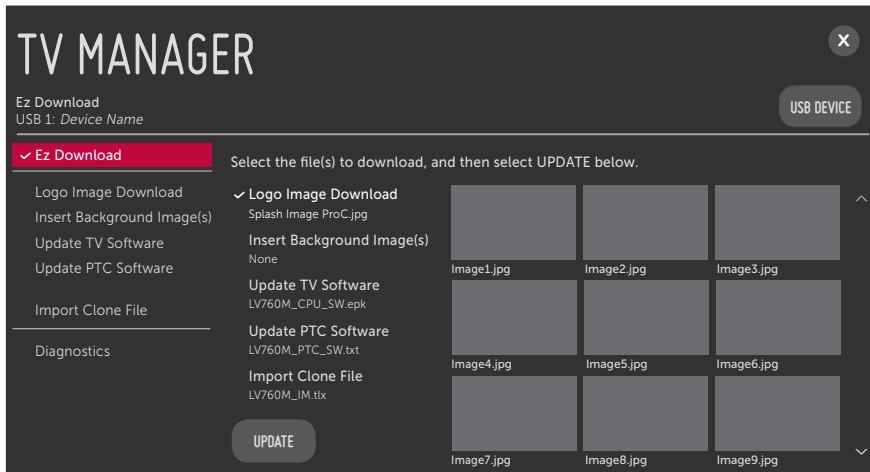 TV MANAGER
X
Ez Download
USB 1: Device Name
USB DEVICE
Ez Download
Logo Image Download
Insert Background Image(s)
Update TV Software
Update PTC Software
Import Clone File
Diagnostics
Select the file(s) to download, and then select UPDATE below.
Logo Image Download
Splash Image ProC.jpg
Insert Background Image(s)
None
Update TV Software
LV760M_CPU_SW.epk
Update PTC Software
LV760M_PTC_SW.txt
Import Clone File
LV760M_IM.tlx
UPDATE
Image1.jpg
Image2.jpg
Image3.jpg
Image4.jpg
Image5.jpg
Image6.jpg
Image7.jpg
Image8.jpg
Image9.jpg